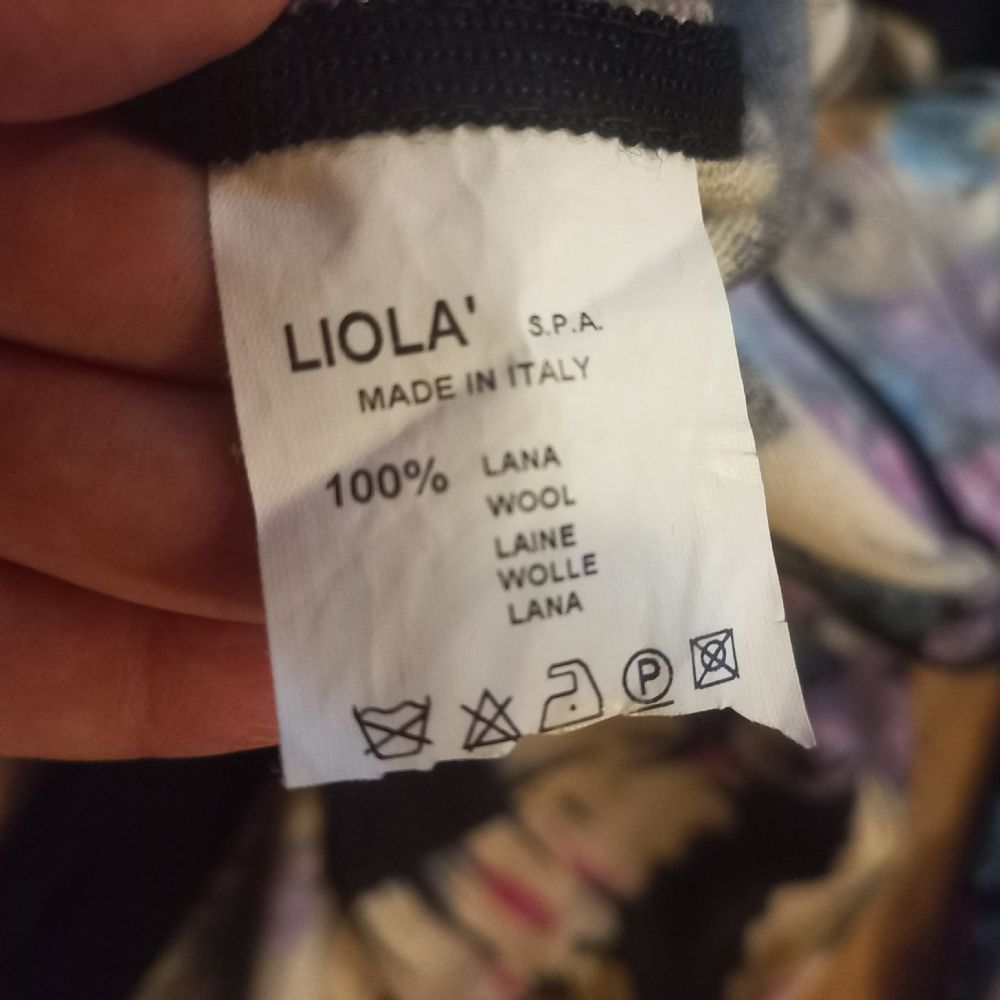 LIOLA' S.P.A.
MADE IN ITALY
100% LANA
WOOL
LAINE
WOLLE
LANA
P